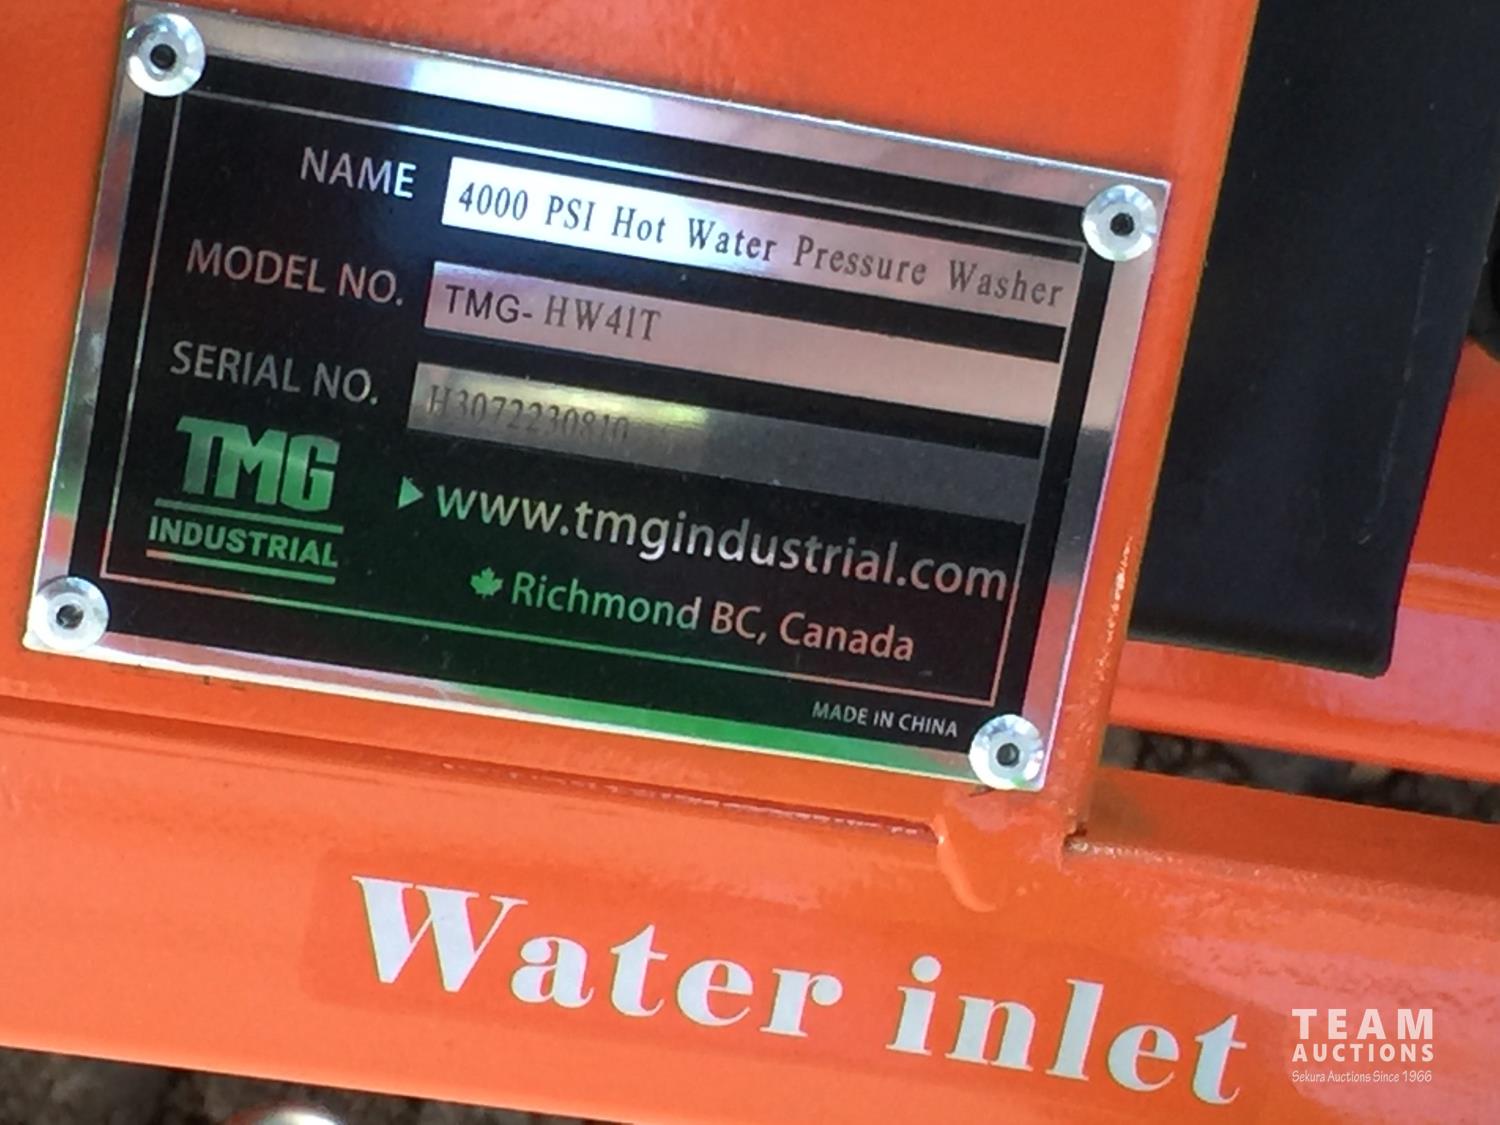 NAME 4000 PSI Hot Water Pressure Washer
MODEL NO. TMG- HW41T
SERIAL NO. H3072230810
TMG
INDUSTRIAL
www.tmgindustrial.com
Richmond BC, Canada
MADE IN CHINA
Water inlet
TEAM
AUCTIONS
Sekura Auctions Since 1966